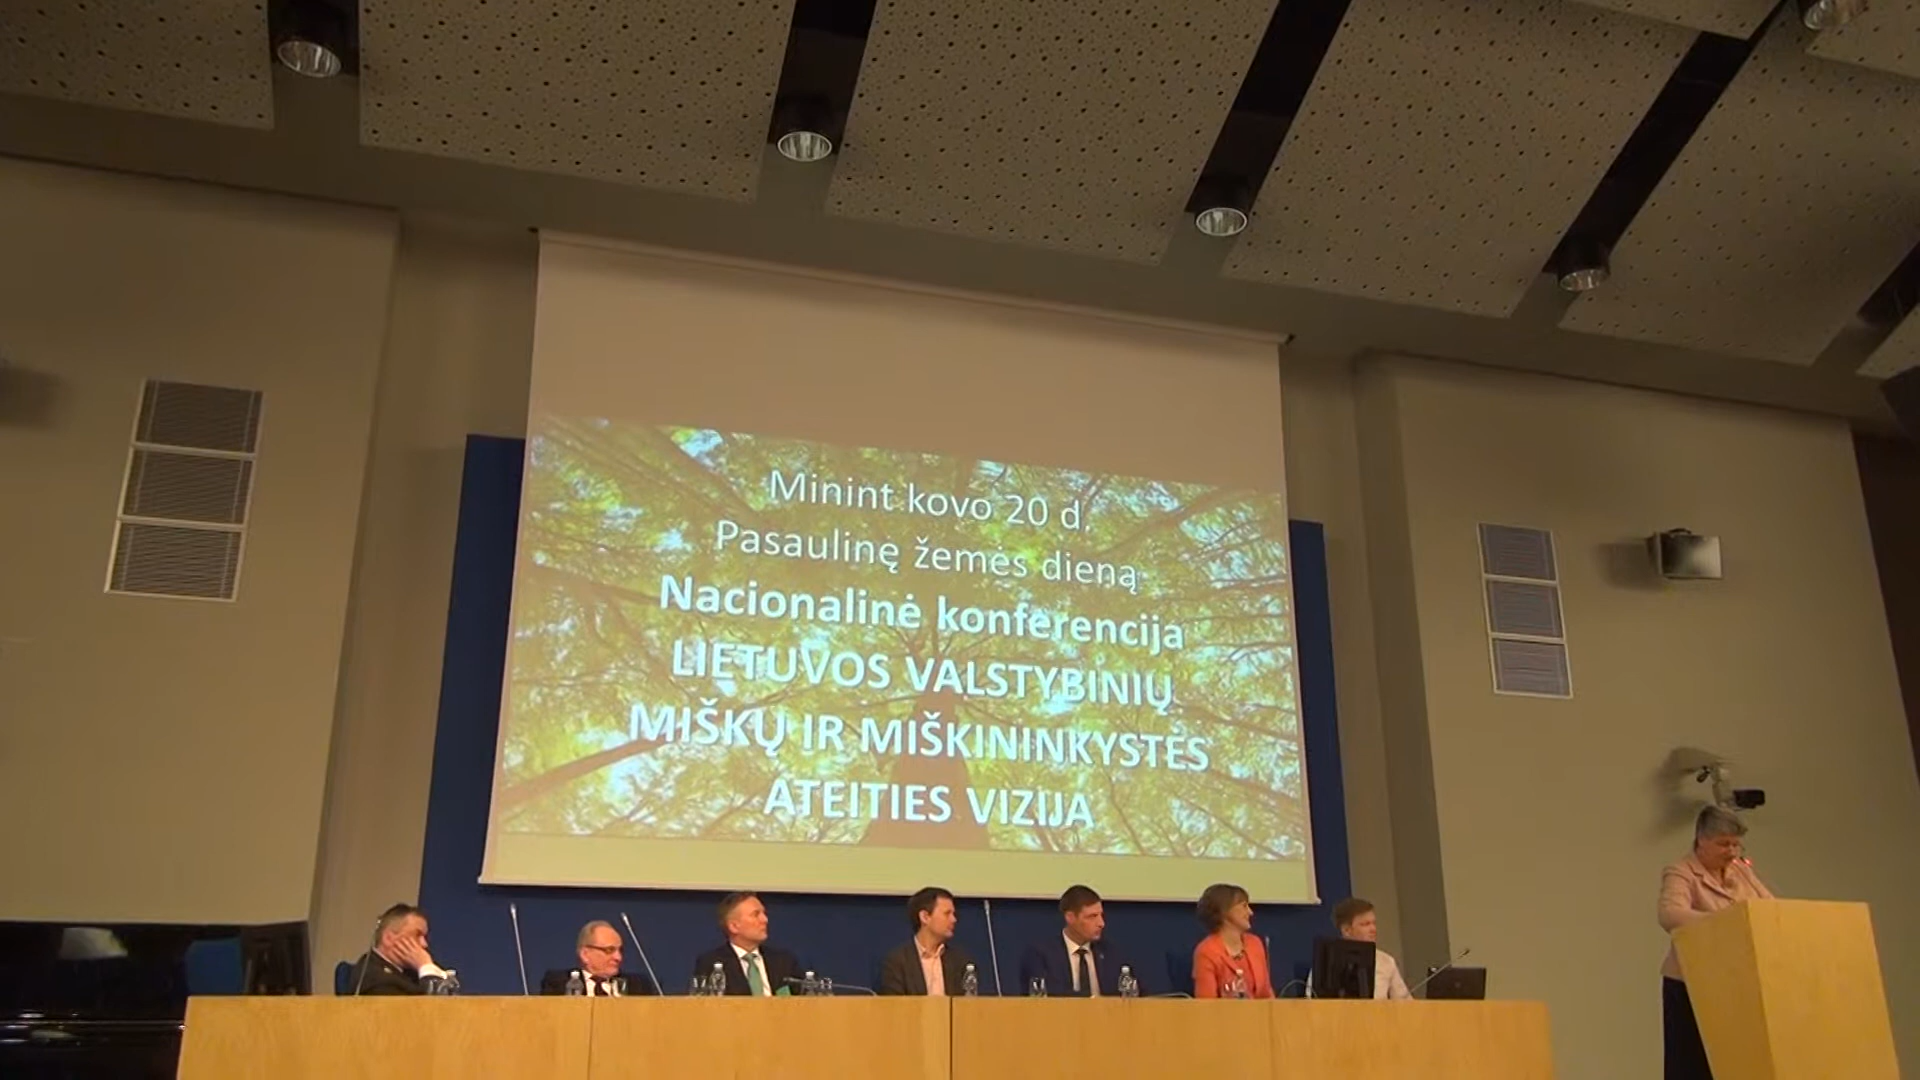 Minint kovo 20 d.
Pasaulinę žemės dieną
Nacionalinė konferencija
LIETUVOS VALSTYBINIŲ
MIŠKŲ IR MIŠKININKYSTĖS
ATEITIES VIZIJA